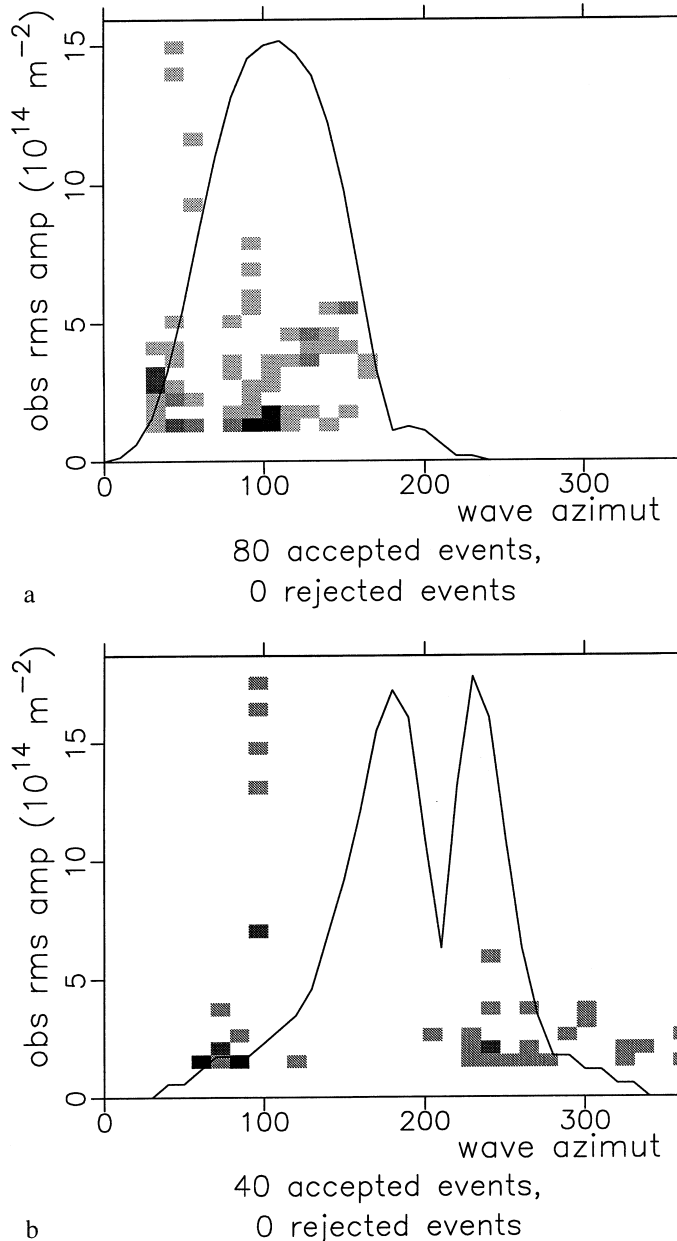 obs rms amp (10^14 m^−2)
15
10
5
0
0 100 200 300
wave azimut
80 accepted events,
0 rejected events
a
obs rms amp (10^14 m^−2)
15
10
5
0
0 100 200 300
wave azimut
40 accepted events,
0 rejected events
b